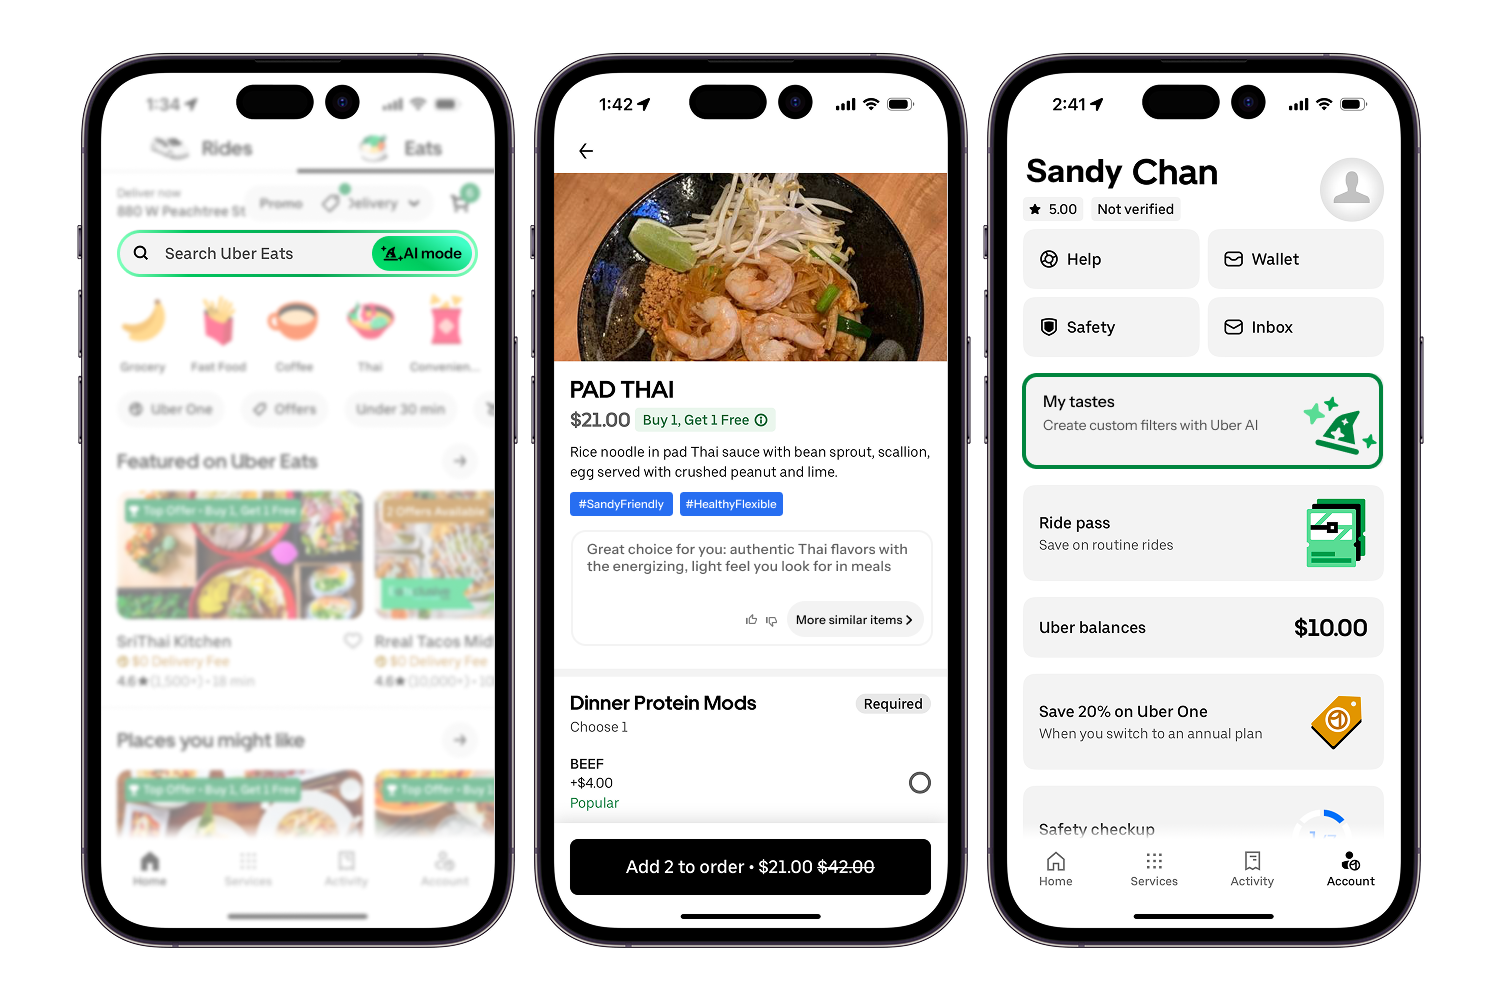 1:34
Rides
Eats
Deliver now
880 W Peachtree St
Promo
Delivery
Search Uber Eats
AI mode
Grocery
Fast Food
Coffee
Thai
Convenien...
Uber One
Offers
Under 30 min
Featured on Uber Eats
Top Offer • Buy 1, Get 1 Free
2 Offers Available
SriThai Kitchen
$0 Delivery Fee
4.6★(1,500+) • 18 min
Rreal Tacos Mid
$0 Delivery Fee
4.6★(10,000+) • 10
Places you might like
Top Offer • Buy 1, Get 1 Free
Top Offer • Buy 1
Home
Services
Activity
Account
1:42
PAD THAI
$21.00
Buy 1, Get 1 Free
Rice noodle in pad Thai sauce with bean sprout, scallion,
egg served with crushed peanut and lime.
#SandyFriendly
#HealthyFlexible
Great choice for you: authentic Thai flavors with
the energizing, light feel you look for in meals
More similar items
Dinner Protein Mods
Required
Choose 1
BEEF
+$4.00
Popular
Add 2 to order • $21.00 $42.00
2:41
Sandy Chan
★ 5.00
Not verified
Help
Wallet
Safety
Inbox
My tastes
Create custom filters with Uber AI
Ride pass
Save on routine rides
Uber balances
$10.00
Save 20% on Uber One
When you switch to an annual plan
Safety checkup
Home
Services
Activity
Account